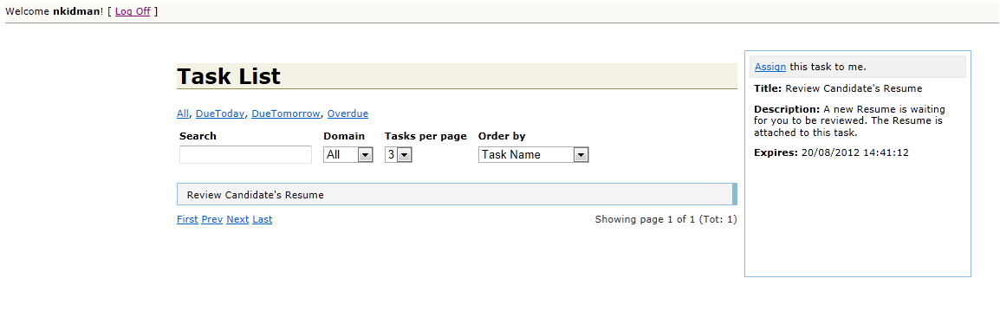 Welcome nkidman! [ Log Off ]
Task List
All, DueToday, DueTomorrow, Overdue
Search Domain Tasks per page Order by
All 3 Task Name
Review Candidate's Resume
First Prev Next Last Showing page 1 of 1 (Tot: 1)
Assign this task to me.
Title: Review Candidate's Resume
Description: A new Resume is waiting
for you to be reviewed. The Resume is
attached to this task.
Expires: 20/08/2012 14:41:12